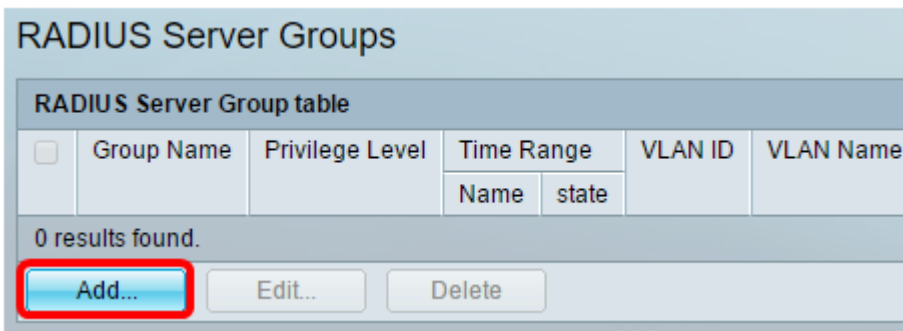 RADIUS Server Groups
RADIUS Server Group table
Group Name Privilege Level Time Range VLAN ID VLAN Name
Name state
0 results found.
Add... Edit... Delete